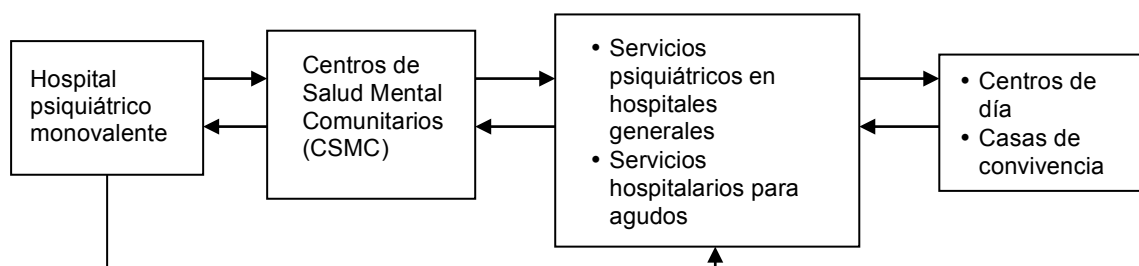 Hospital
psiquiátrico
monovalente
Centros de
Salud Mental
Comunitarios
(CSMC)
• Servicios
psiquiátricos en
hospitales
generales
• Servicios
hospitalarios para
agudos
• Centros de
día
• Casas de
convivencia